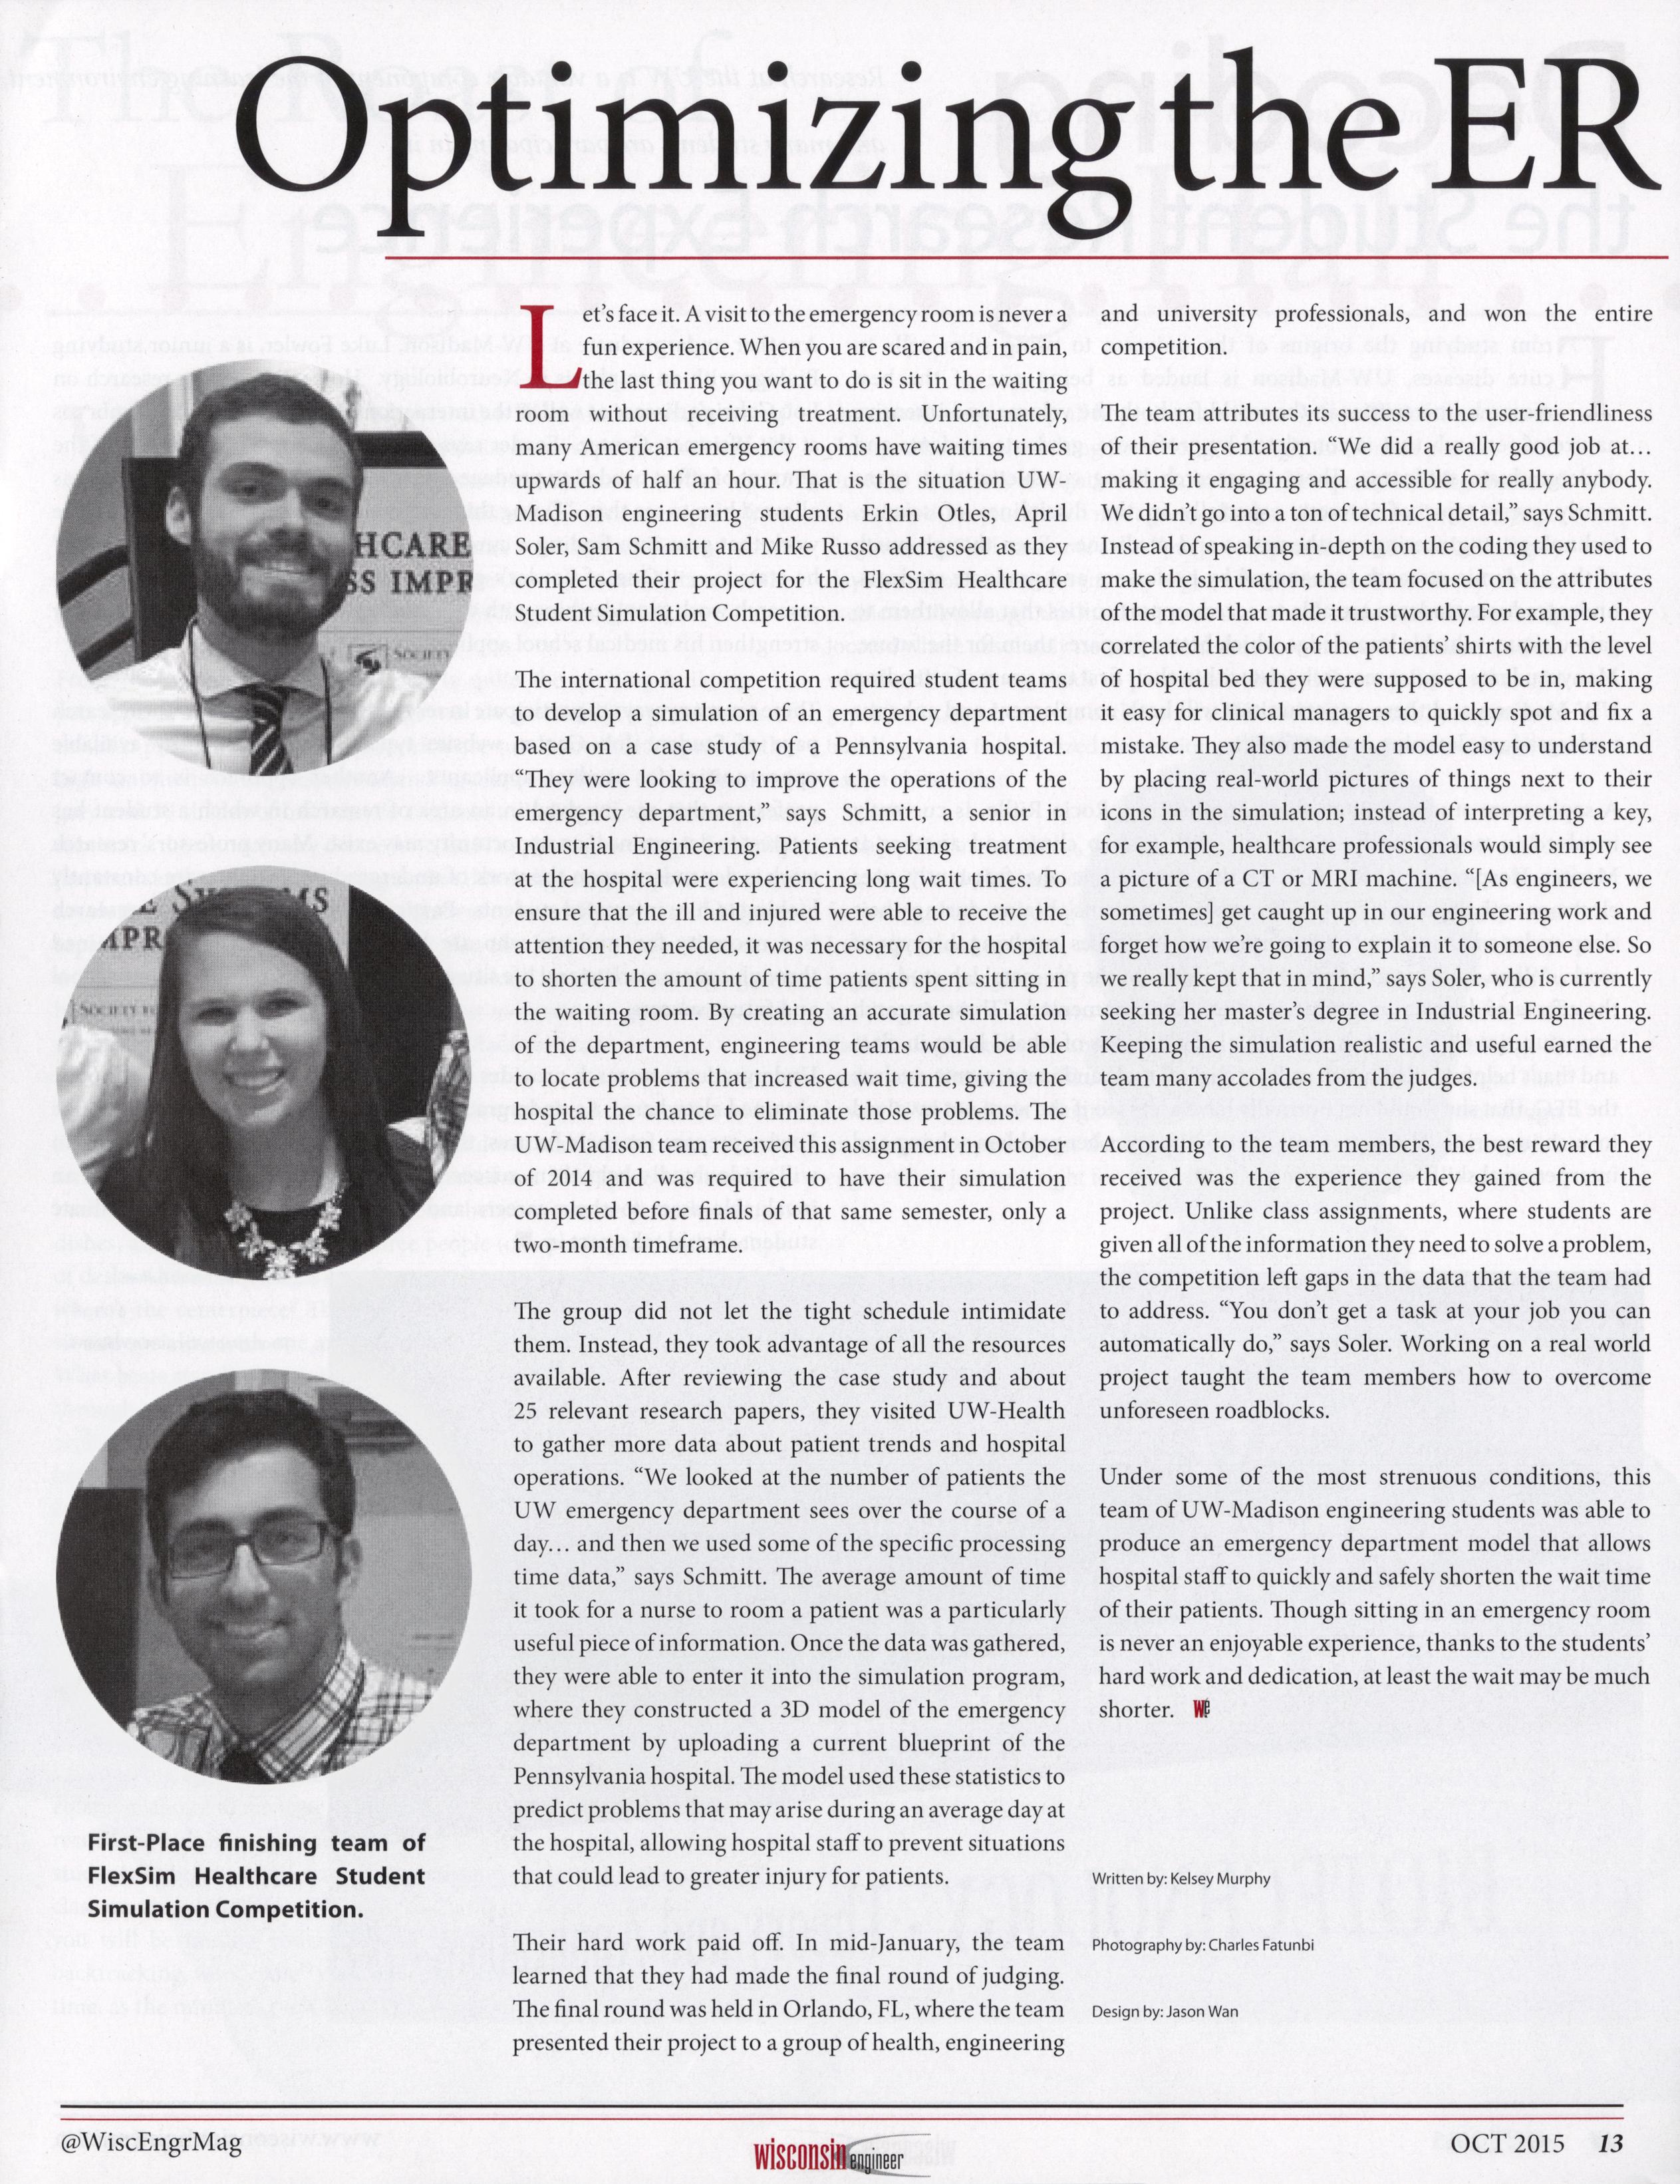 Optimizing the ER
HCARE
SS IMPR
SOCIETY
E SYSTEMS
MPR
SOCIETY
First-Place finishing team of
FlexSim Healthcare Student
Simulation Competition.
Let’s face it. A visit to the emergency room is never a
fun experience. When you are scared and in pain,
the last thing you want to do is sit in the waiting
room without receiving treatment. Unfortunately,
many American emergency rooms have waiting times
upwards of half an hour. That is the situation UW-
Madison engineering students Erkin Otles, April
Soler, Sam Schmitt and Mike Russo addressed as they
completed their project for the FlexSim Healthcare
Student Simulation Competition.
The international competition required student teams
to develop a simulation of an emergency department
based on a case study of a Pennsylvania hospital.
“They were looking to improve the operations of the
emergency department,” says Schmitt, a senior in
Industrial Engineering. Patients seeking treatment
at the hospital were experiencing long wait times. To
ensure that the ill and injured were able to receive the
attention they needed, it was necessary for the hospital
to shorten the amount of time patients spent sitting in
the waiting room. By creating an accurate simulation
of the department, engineering teams would be able
to locate problems that increased wait time, giving the
hospital the chance to eliminate those problems. The
UW-Madison team received this assignment in October
of 2014 and was required to have their simulation
completed before finals of that same semester, only a
two-month timeframe.
The group did not let the tight schedule intimidate
them. Instead, they took advantage of all the resources
available. After reviewing the case study and about
25 relevant research papers, they visited UW-Health
to gather more data about patient trends and hospital
operations. “We looked at the number of patients the
UW emergency department sees over the course of a
day… and then we used some of the specific processing
time data,” says Schmitt. The average amount of time
it took for a nurse to room a patient was a particularly
useful piece of information. Once the data was gathered,
they were able to enter it into the simulation program,
where they constructed a 3D model of the emergency
department by uploading a current blueprint of the
Pennsylvania hospital. The model used these statistics to
predict problems that may arise during an average day at
the hospital, allowing hospital staff to prevent situations
that could lead to greater injury for patients.
Their hard work paid off. In mid-January, the team
learned that they had made the final round of judging.
The final round was held in Orlando, FL, where the team
presented their project to a group of health, engineering
and university professionals, and won the entire
competition.
The team attributes its success to the user-friendliness
of their presentation. “We did a really good job at…
making it engaging and accessible for really anybody.
We didn’t go into a ton of technical detail,” says Schmitt.
Instead of speaking in-depth on the coding they used to
make the simulation, the team focused on the attributes
of the model that made it trustworthy. For example, they
correlated the color of the patients’ shirts with the level
of hospital bed they were supposed to be in, making
it easy for clinical managers to quickly spot and fix a
mistake. They also made the model easy to understand
by placing real-world pictures of things next to their
icons in the simulation; instead of interpreting a key,
for example, healthcare professionals would simply see
a picture of a CT or MRI machine. “[As engineers, we
sometimes] get caught up in our engineering work and
forget how we’re going to explain it to someone else. So
we really kept that in mind,” says Soler, who is currently
seeking her master’s degree in Industrial Engineering.
Keeping the simulation realistic and useful earned the
team many accolades from the judges.
According to the team members, the best reward they
received was the experience they gained from the
project. Unlike class assignments, where students are
given all of the information they need to solve a problem,
the competition left gaps in the data that the team had
to address. “You don’t get a task at your job you can
automatically do,” says Soler. Working on a real world
project taught the team members how to overcome
unforeseen roadblocks.
Under some of the most strenuous conditions, this
team of UW-Madison engineering students was able to
produce an emergency department model that allows
hospital staff to quickly and safely shorten the wait time
of their patients. Though sitting in an emergency room
is never an enjoyable experience, thanks to the students’
hard work and dedication, at least the wait may be much
shorter. We
Written by: Kelsey Murphy
Photography by: Charles Fatunbi
Design by: Jason Wan
@WiscEngrMag
wisconsin engineer
OCT 2015 13